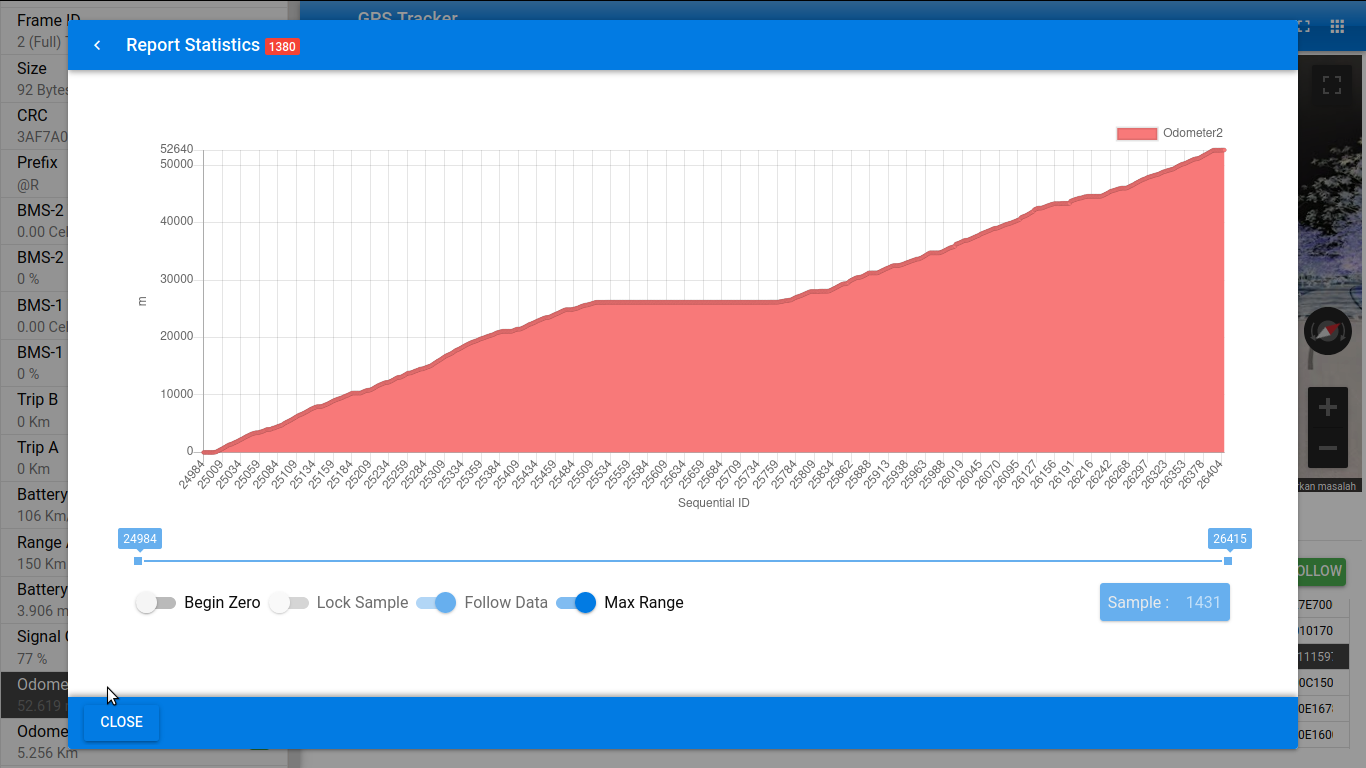 GPS Tracker
Frame ID
2 (Full)
Size
92 Bytes
CRC
3AF7A0
Prefix
@R
BMS-2
0.00 Cel
BMS-2
0 %
BMS-1
0.00 Cel
BMS-1
0 %
Trip B
0 Km
Trip A
0 Km
Battery
106 Km/
Range
150 Km
Battery
3.906 m
Signal
77 %
Odome
52.619
Odome
5.256 Km
Report Statistics 1380
Odometer2
52640
50000
40000
30000
20000
10000
0
m
24984 25009 25034 25059 25084 25109 25134 25159 25184 25209 25234 25259 25284 25309 25334 25359 25384 25409 25434 25459 25484 25509 25534 25559 25584 25609 25634 25659 25684 25709 25734 25759 25784 25809 25834 25862 25888 25913 25938 25963 25988 26019 26045 26070 26095 26127 26156 26191 26216 26242 26268 26297 26323 26353 26378 26404
Sequential ID
24984 26415
Begin Zero Lock Sample Follow Data Max Range Sample : 1431
CLOSE
rkan masalah
OLLOW
7E700
10170
11159
0C150
0E167
0E160